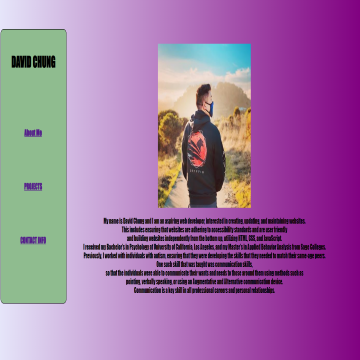 DAVID CHUNG
About Me
PROJECTS
CONTACT INFO
My name is David Chung and I am an aspiring web developer, interested in creating, updating, and maintaining websites.
This includes ensuring that websites are adhering to accessibility standards and are user friendly
and building websites independently from the bottom up, utilizing HTML, CSS, and JavaScript.
I received my Bachelor's in Psychology at University of California, Los Angeles, and my Master's in Applied Behavior Analysis from Capella College.
Previously, I worked with individuals with autism, ensuring that they were developing the skills that they needed to match their same-age peers.
One such skill that was taught was communication skills,
so that the individuals were able to communicate their wants and needs to those around them using methods such as
pointing, verbally speaking, or using an Augmentative and Alternative communication device.
Communication is a key skill in all professional careers and personal relationships.